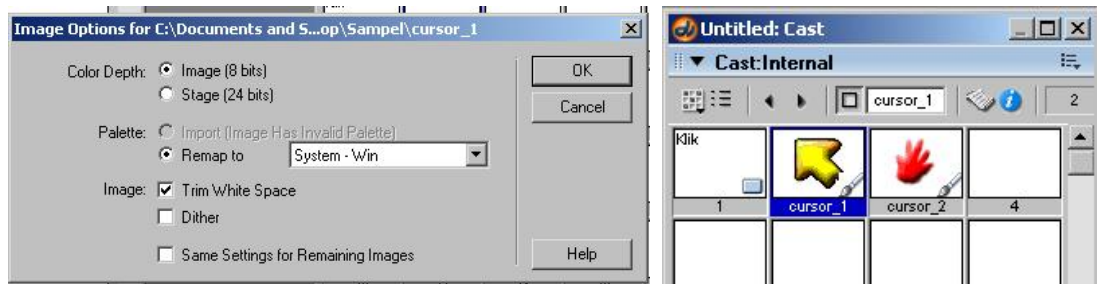 Image Options for C:\Documents and S...op\Sampel\cursor_1
Color Depth: Image (8 bits)
Stage (24 bits)
Palette: Import (Image Has Invalid Palette)
Remap to System - Win
Image: Trim White Space
Dither
Same Settings for Remaining Images
OK
Cancel
Help
Untitled: Cast
Cast:Internal
cursor_1 2
Klik
1 cursor_1 cursor_2 4